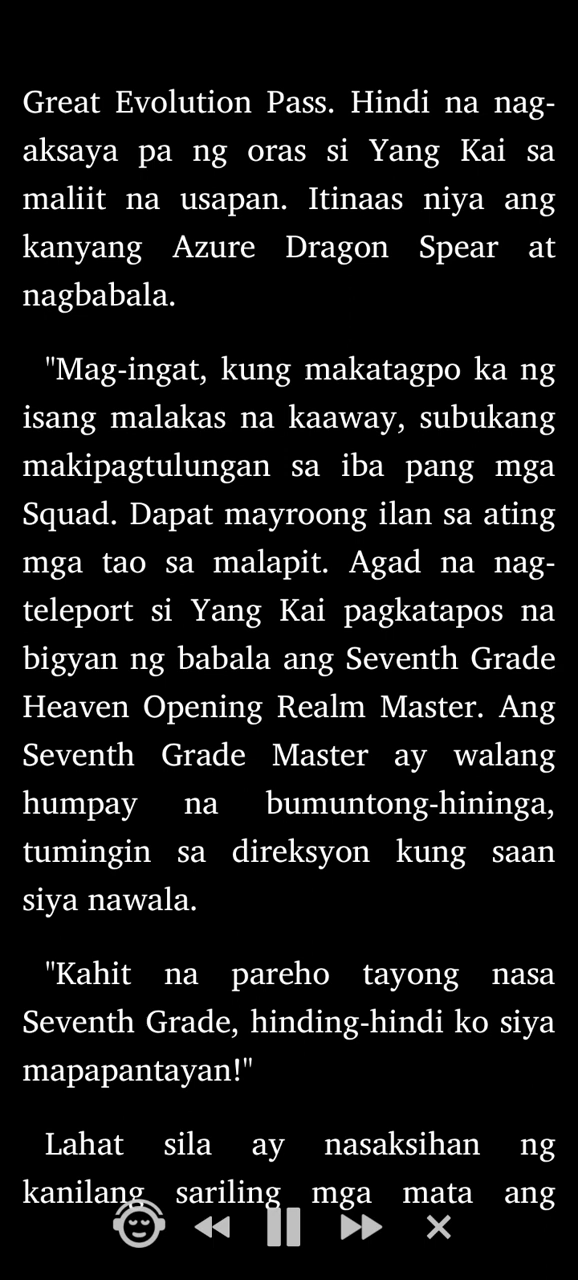 Great Evolution Pass. Hindi na nag-
aksaya pa ng oras si Yang Kai sa
maliit na usapan. Itinaas niya ang
kanyang Azure Dragon Spear at
nagbabala.
"Mag-ingat, kung makatagpo ka ng
isang malakas na kaaway, subukang
makipagtulungan sa iba pang mga
Squad. Dapat mayroong ilan sa ating
mga tao sa malapit. Agad na nag-
teleport si Yang Kai pagkatapos na
bigyan ng babala ang Seventh Grade
Heaven Opening Realm Master. Ang
Seventh Grade Master ay walang
humpay na bumuntong-hininga,
tumingin sa direksyon kung saan
siya nawala.
"Kahit na pareho tayong nasa
Seventh Grade, hinding-hindi ko siya
mapapantayan!"
Lahat sila ay nasaksihan ng
kanilang sariling mga mata ang